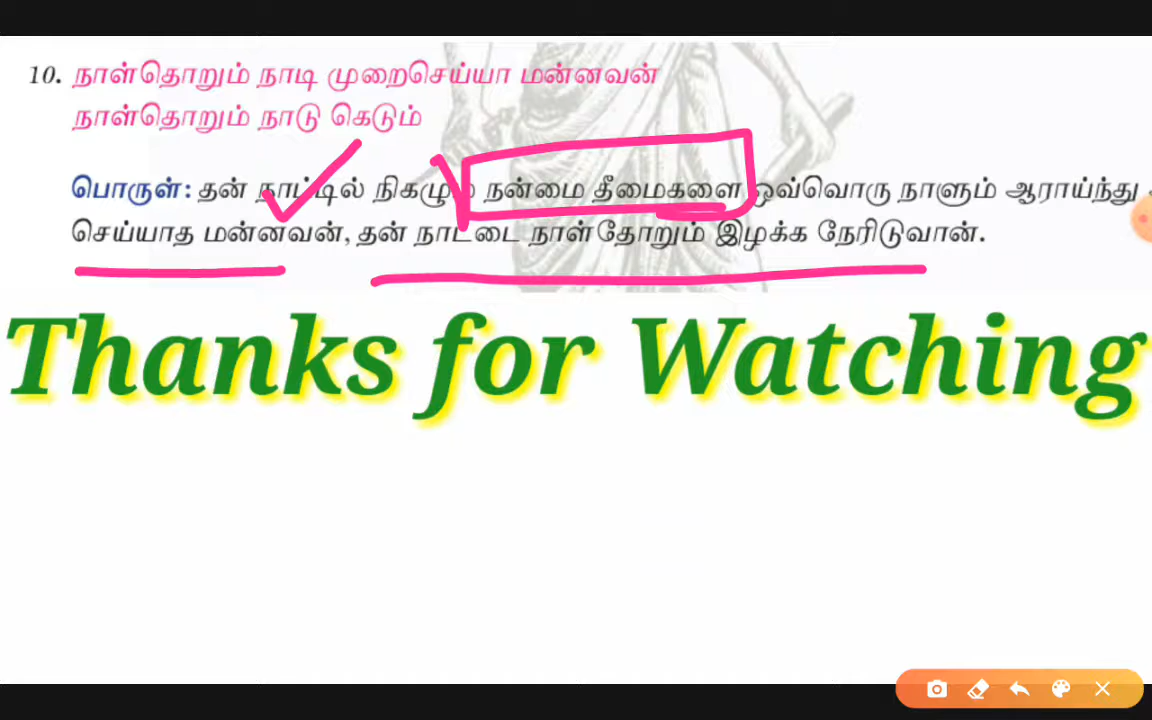 10. நாள்தொறும் நாடி முறைசெய்யா மன்னவன்
நாள்தொறும் நாடு கெடும்
பொருள்: தன் நாட்டில் நிகழும் நன்மை தீமைகளை ஒவ்வொரு நாளும் ஆராய்ந்து
செய்யாத மன்னவன், தன் நாட்டை நாள்தோறும் இழக்க நேரிடுவான்.
Thanks for Watching